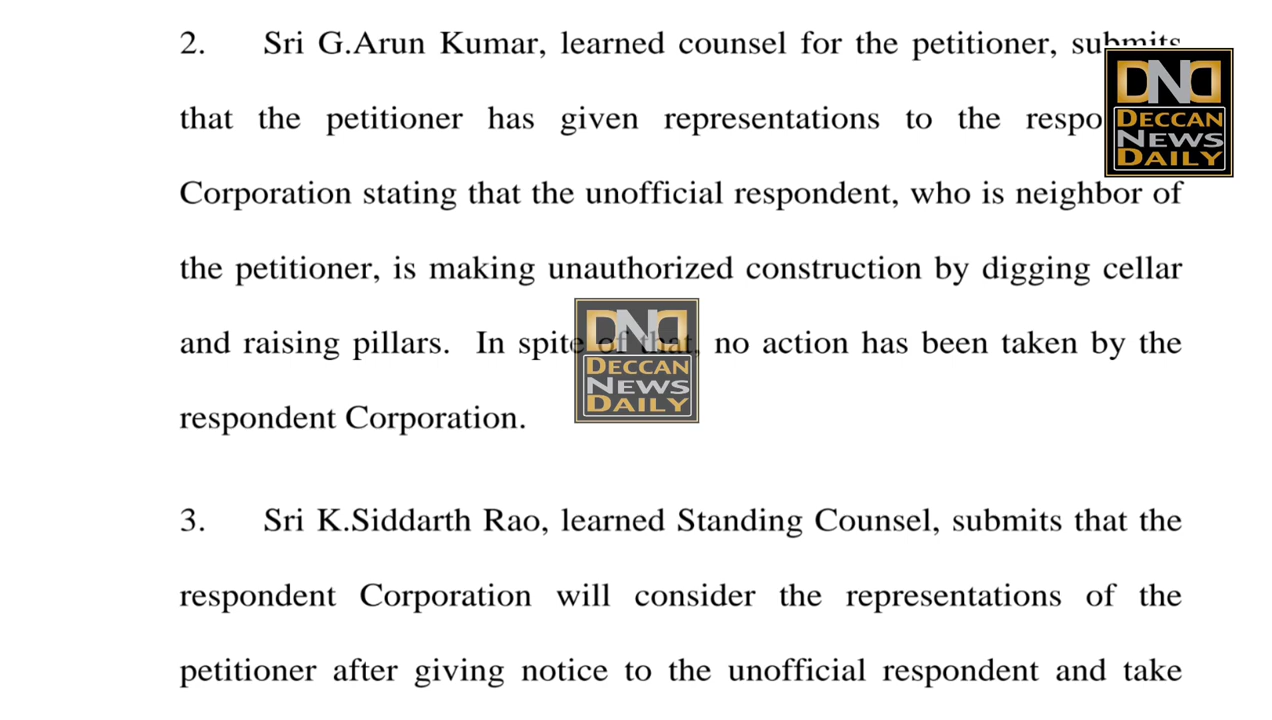 2. Sri G.Arun Kumar, learned counsel for the petitioner, submits
that the petitioner has given representations to the respo
Corporation stating that the unofficial respondent, who is neighbor of
the petitioner, is making unauthorized construction by digging cellar
and raising pillars. In spite of that, no action has been taken by the
respondent Corporation.
3. Sri K.Siddarth Rao, learned Standing Counsel, submits that the
respondent Corporation will consider the representations of the
petitioner after giving notice to the unofficial respondent and take
DND
DECCAN
NEWS
DAILY
DND
DECCAN
NEWS
DAILY